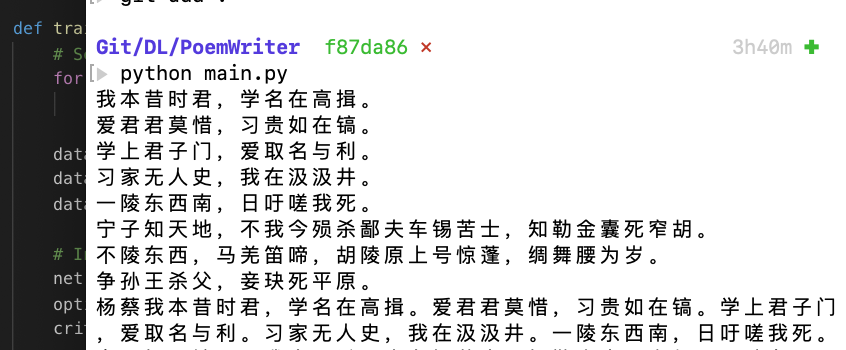 def trai
# S
for
data
data
data
# I
net
opti
crit
Git/DL/PoemWriter f87da86 × 3h40m +
python main.py
我本昔时君，学名在高揖。
爱君君莫惜，习贵如在镐。
学上君子门，爱取名与利。
习家无人史，我在汲汲井。
一陵东西南，日吁嗟我死。
宁子知天地，不我今殒杀鄙夫车锡苦士，知勒金囊死窄胡。
不陵东西，马羌笛啼，胡陵原上号惊蓬，绸舞腰为岁。
争孙王杀父，妾玦死平原。
杨蔡我本昔时君，学名在高揖。爱君君莫惜，习贵如在镐。学上君子门
，爱取名与利。习家无人史，我在汲汲井。一陵东西南，日吁嗟我死。